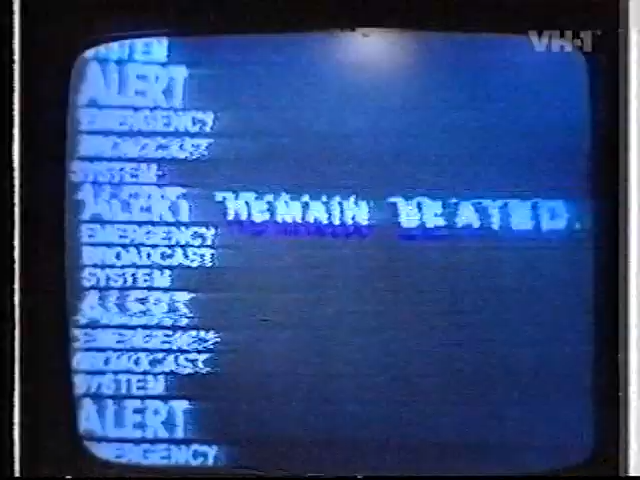 VH-1
SYSTEM
ALERT
EMERGENCY
BROADCAST
SYSTEM
ALERT REMAIN SEATED.
EMERGENCY
BROADCAST
SYSTEM
ALERT
EMERGENCY
BROADCAST
SYSTEM
ALERT
EMERGENCY